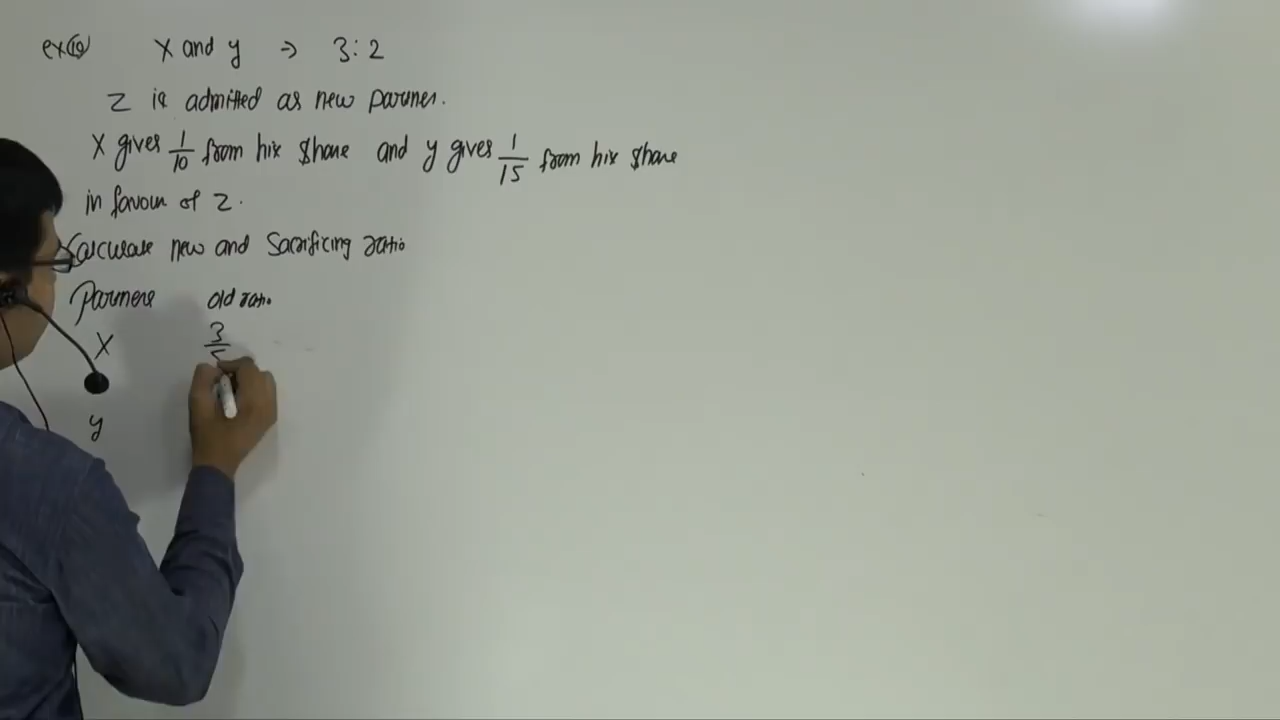 ex(10) X and y → 3:2
Z is admitted as new Partner.
X gives 1/10 from his share and y gives 1/15 from his share
in favour of Z.
Calculate new and Sacrificing ratio
Partners old ratio
X 3/5
y